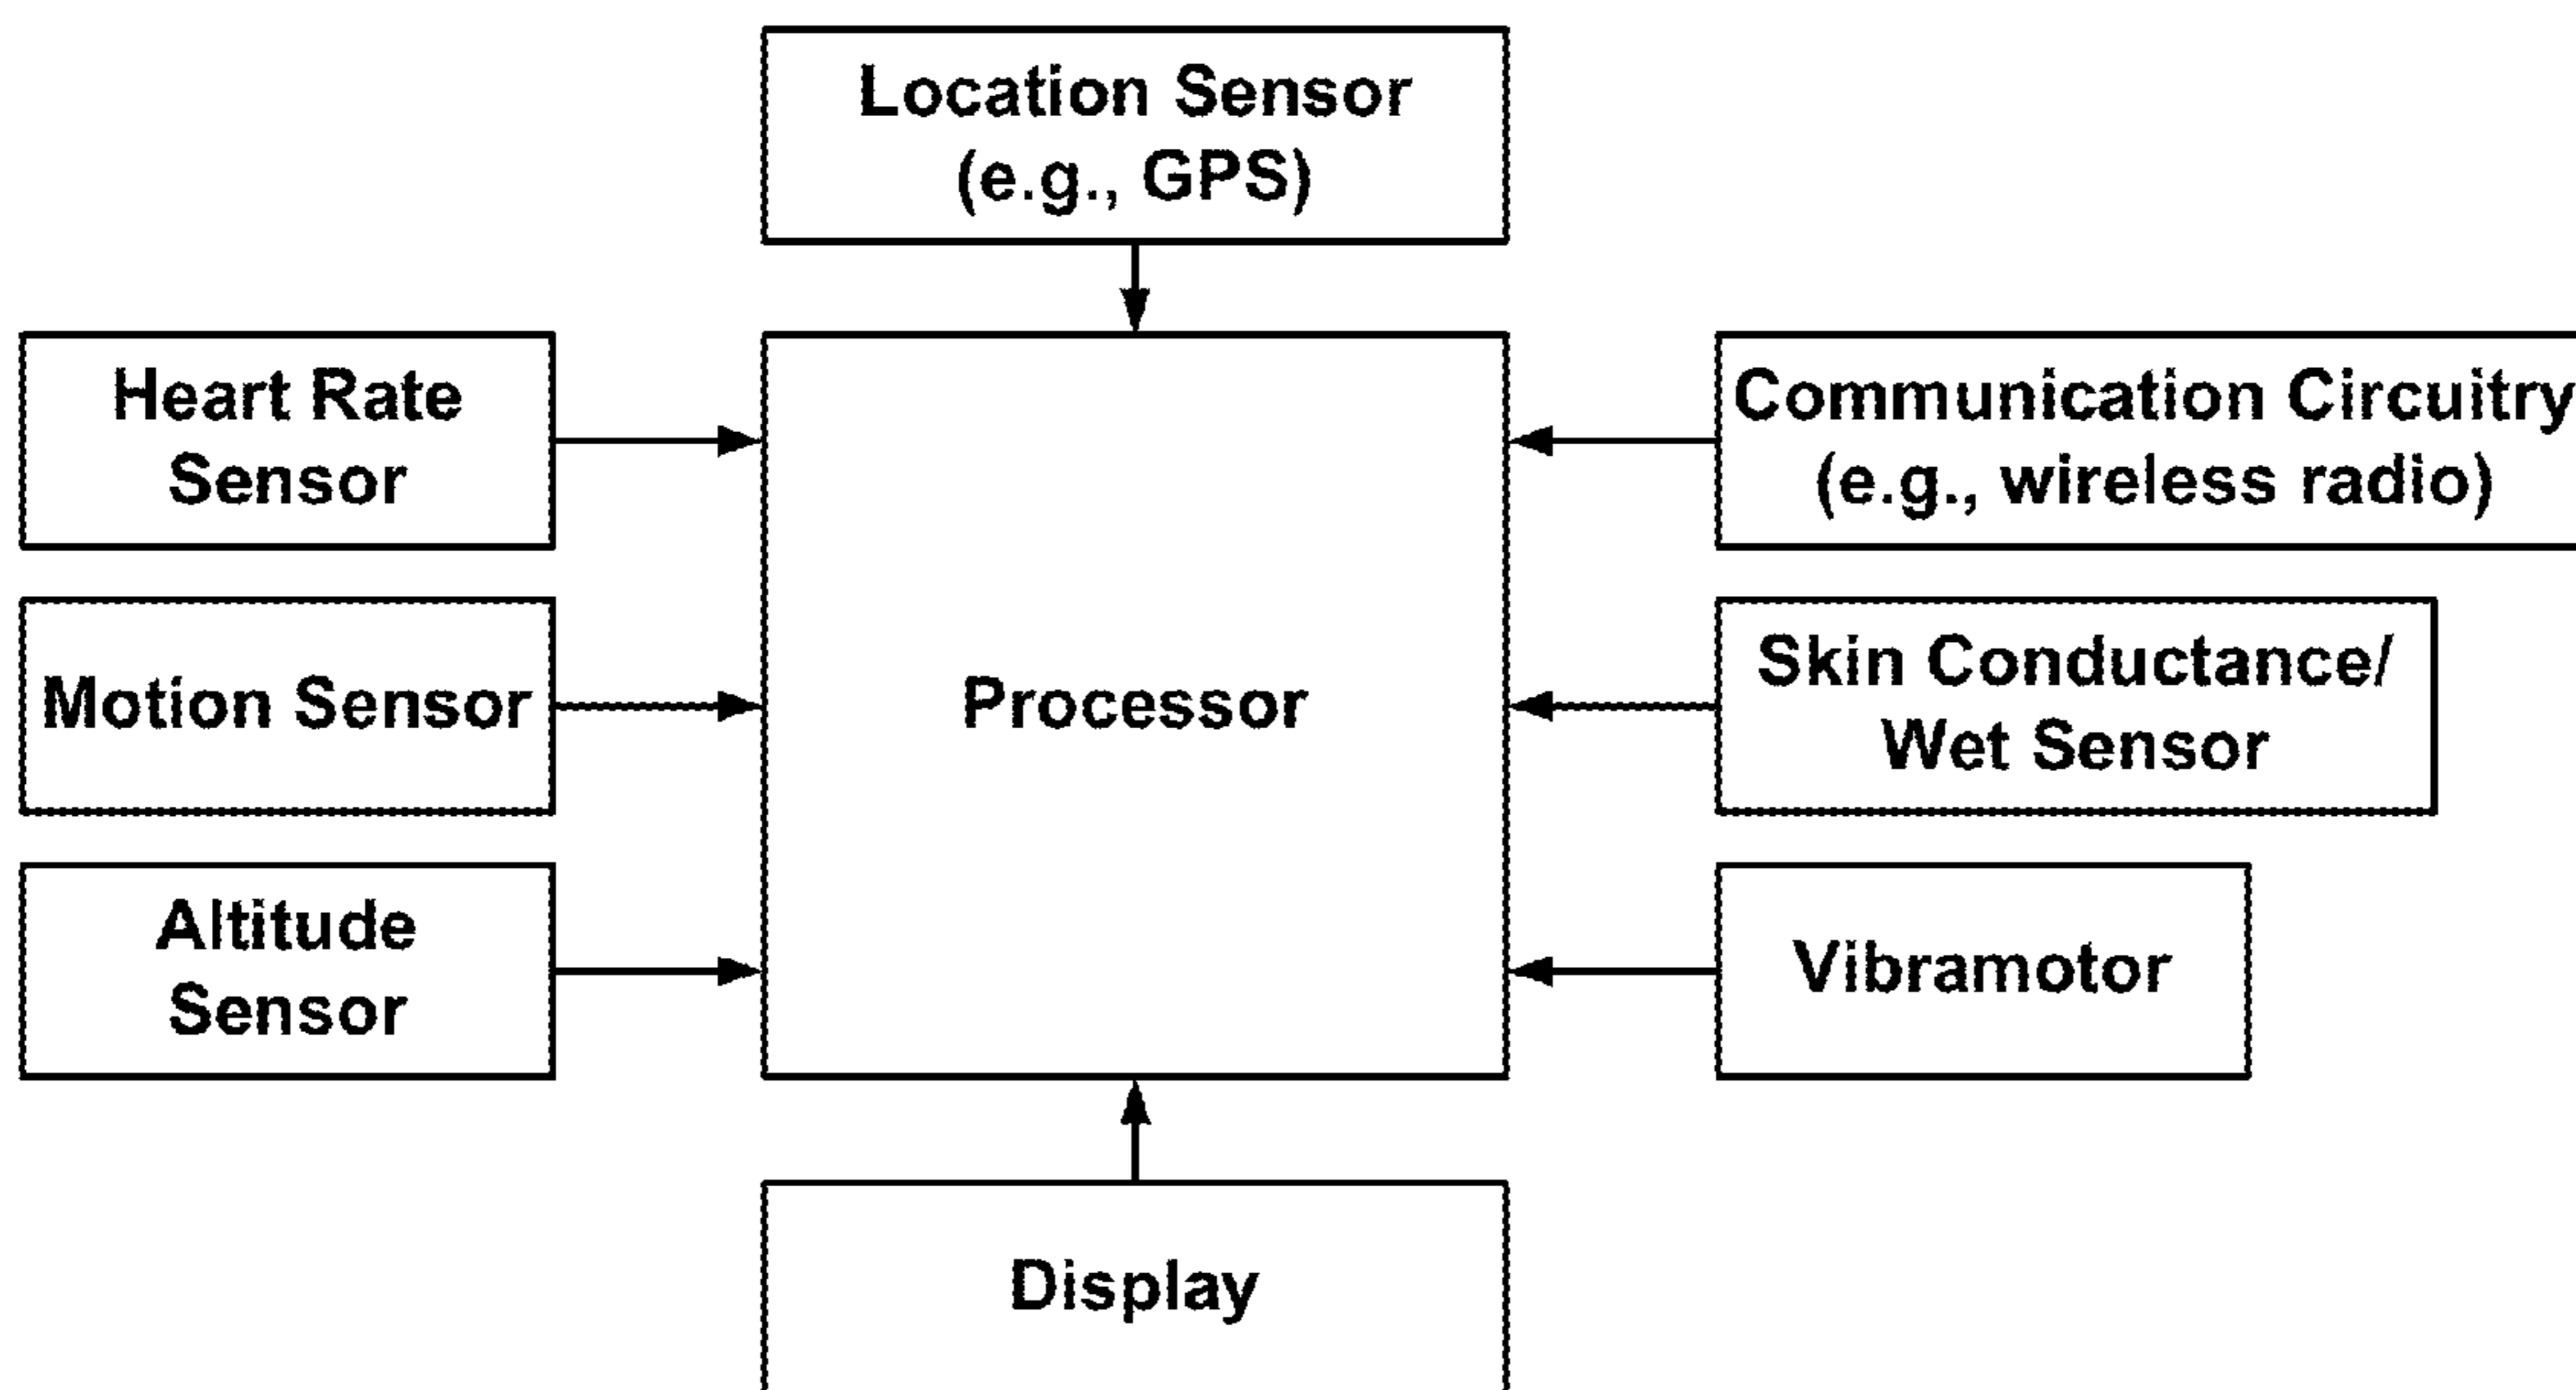 Location Sensor
(e.g., GPS)
Heart Rate
Sensor
Communication Circuitry
(e.g., wireless radio)
Motion Sensor
Processor
Skin Conductance/
Wet Sensor
Altitude
Sensor
Vibramotor
Display